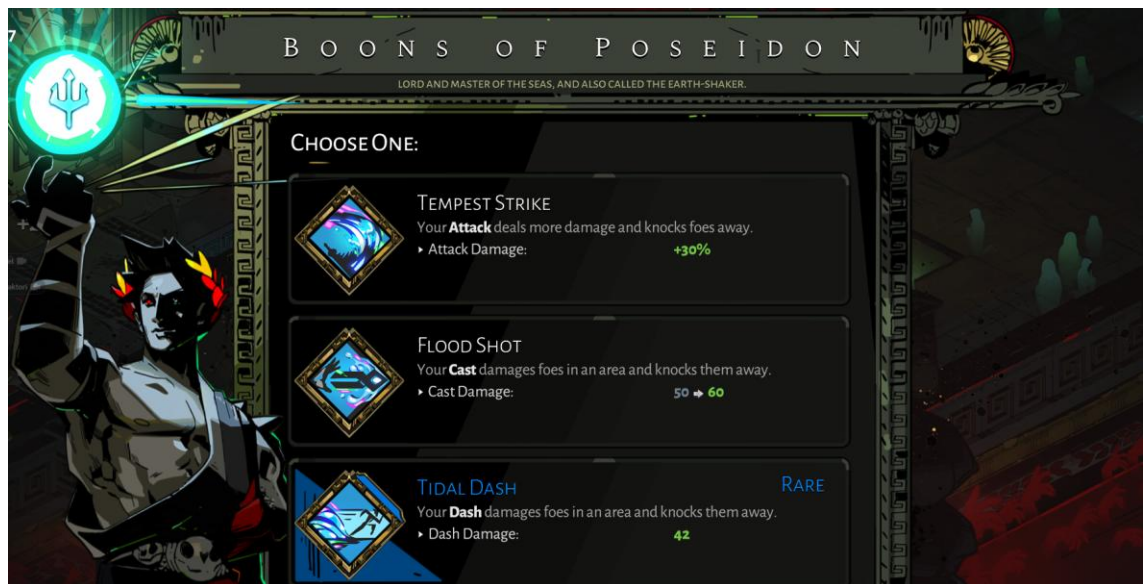 7
BOONS OF POSEIDON
LORD AND MASTER OF THE SEAS, AND ALSO CALLED THE EARTH-SHAKER.
CHOOSE ONE:
TEMPEST STRIKE
Your Attack deals more damage and knocks foes away.
▸ Attack Damage: +30%
FLOOD SHOT
Your Cast damages foes in an area and knocks them away.
▸ Cast Damage: 50 ➡ 60
TIDAL DASH RARE
Your Dash damages foes in an area and knocks them away.
▸ Dash Damage: 42